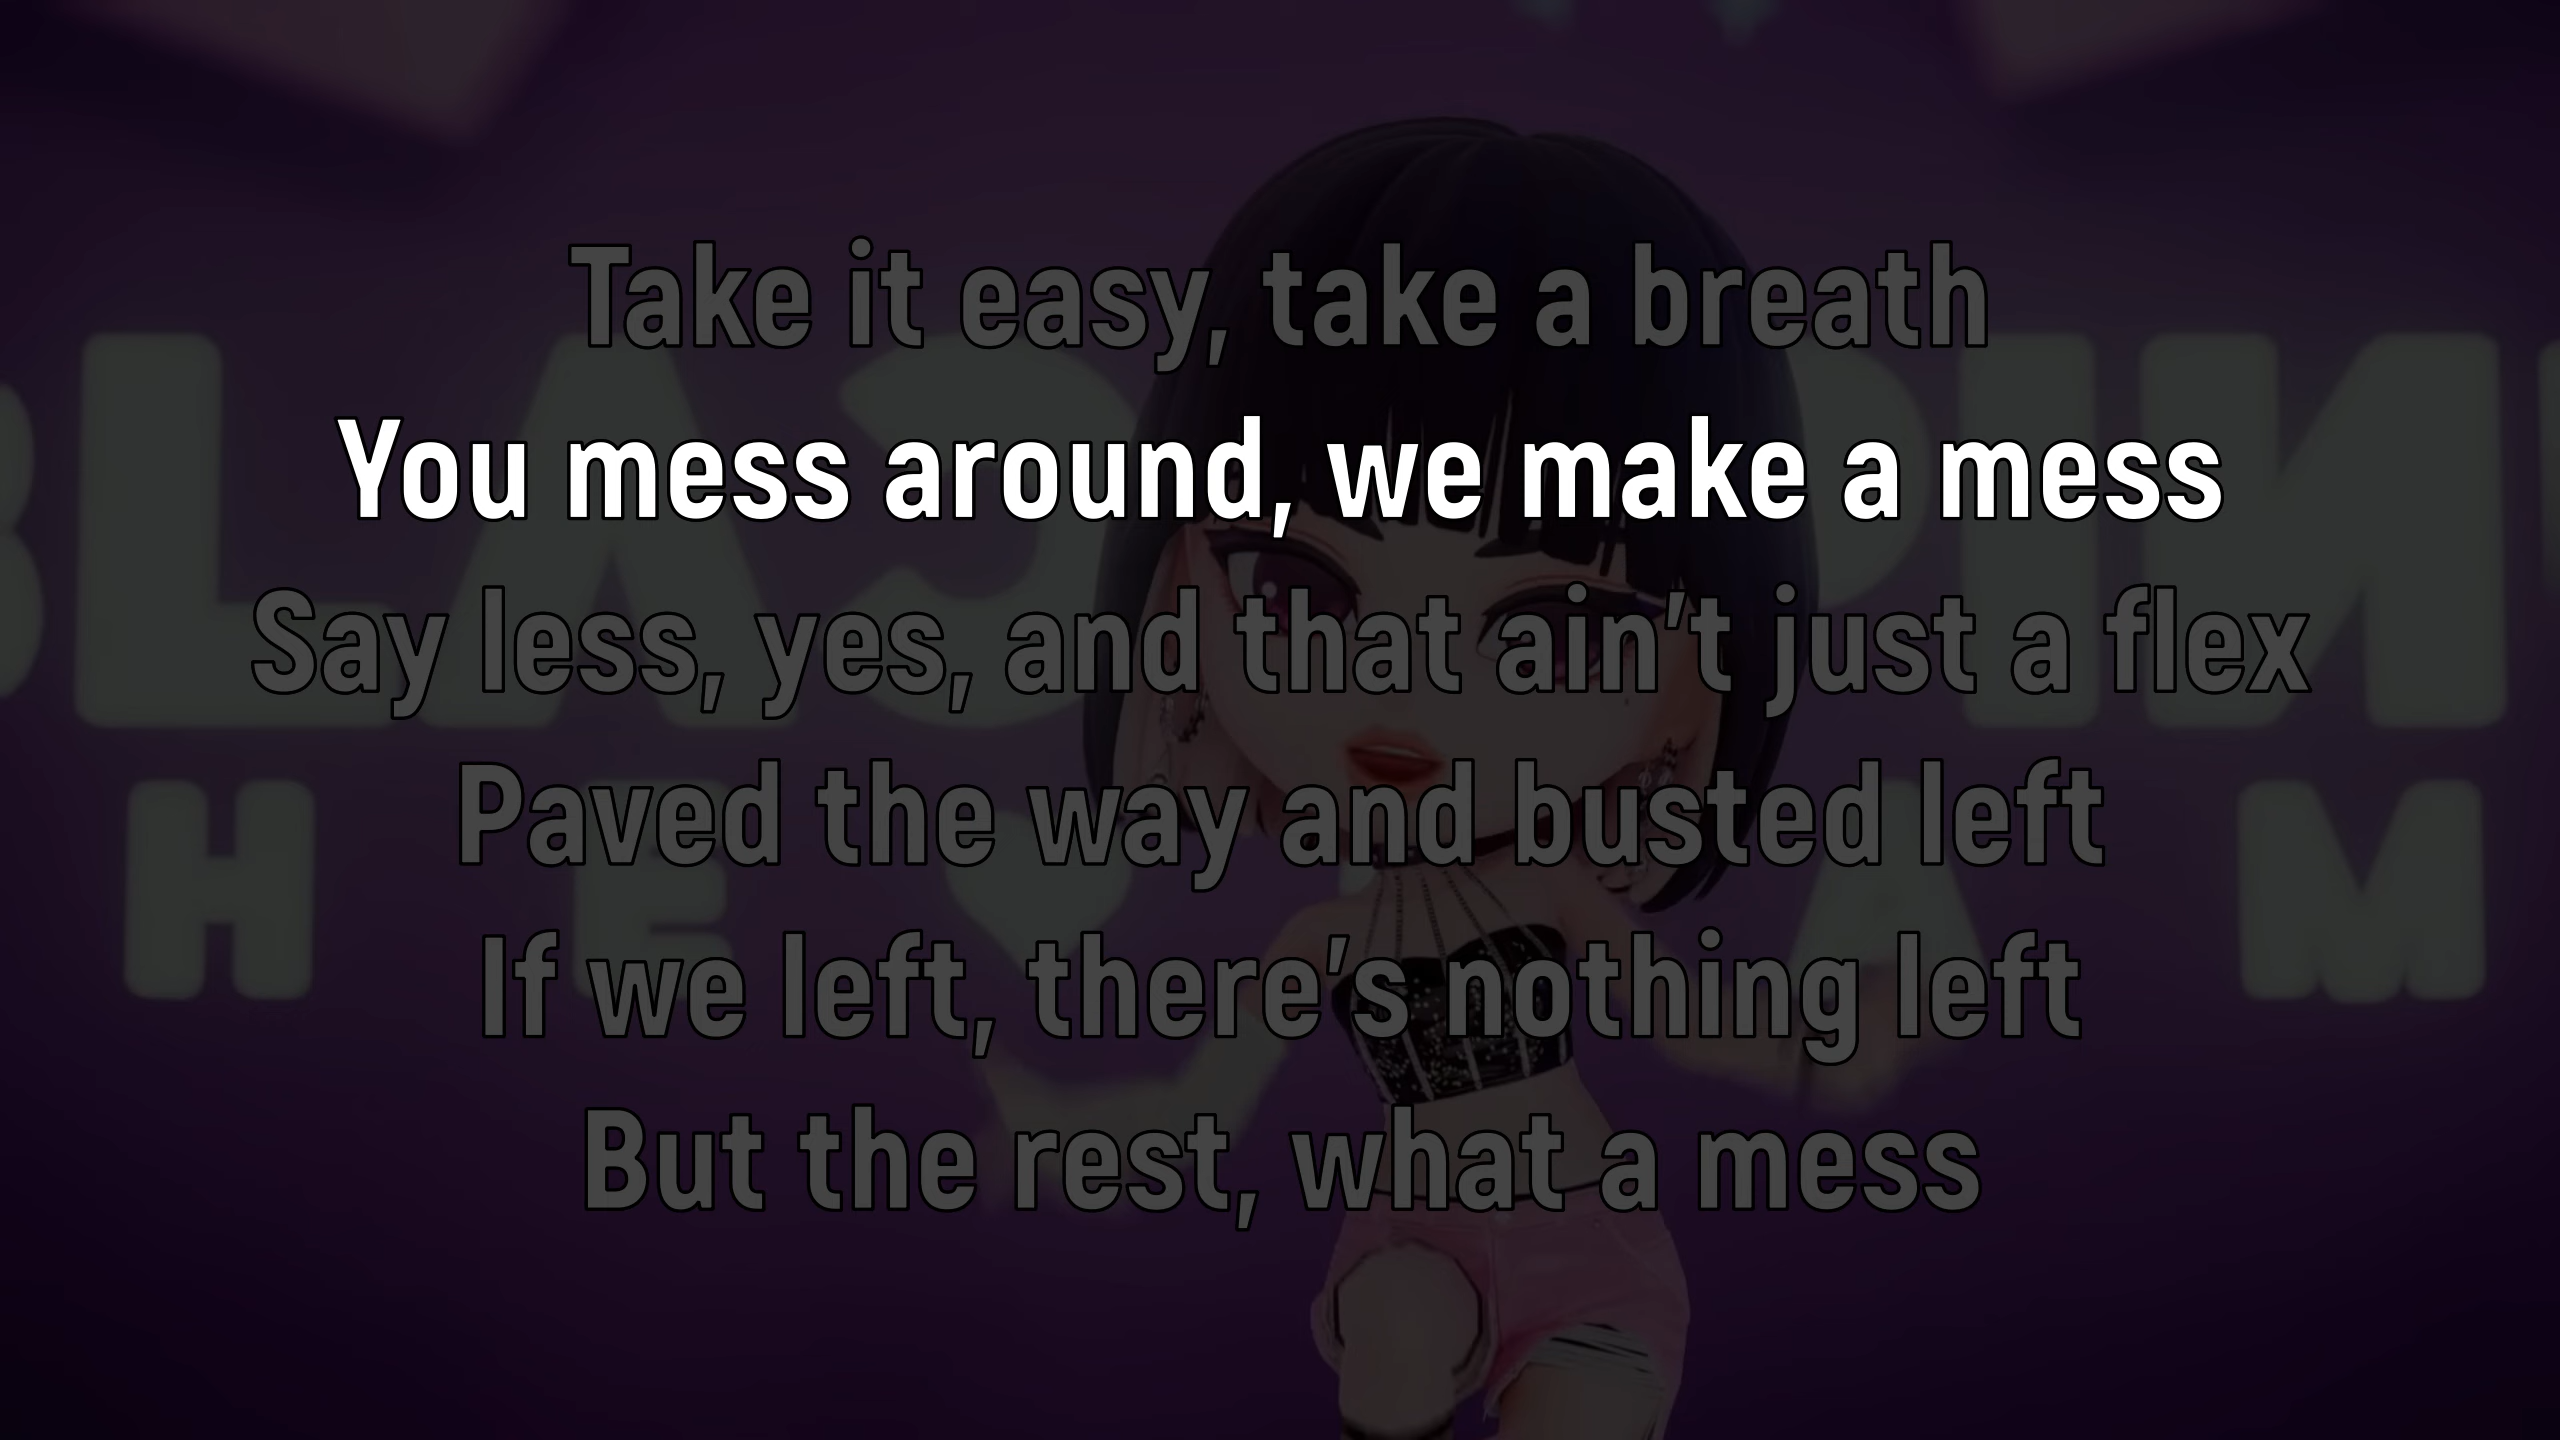 BLACKPIN
Take it easy, take a breath
You mess around, we make a mess
Say less, yes, and that ain't just a flex
Paved the way and busted left
If we left, there's nothing left
But the rest, what a mess